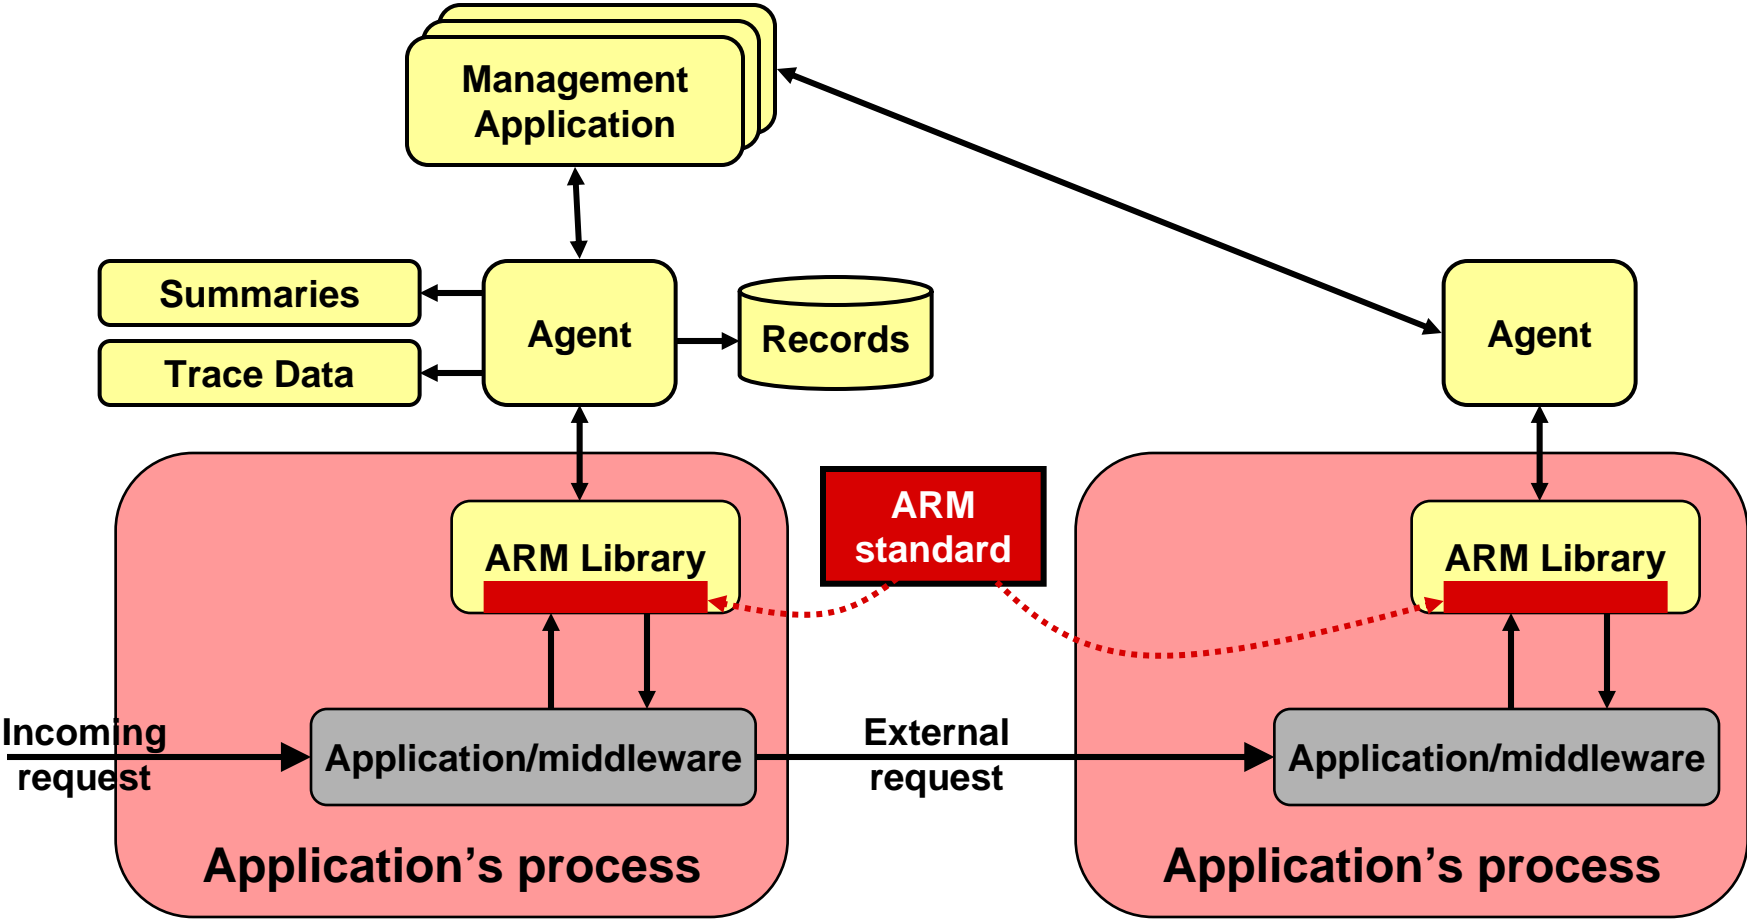 Management
Application
Summaries
Agent
Records
Trace Data
Agent
ARM
standard
ARM Library
ARM Library
Incoming
request
Application/middleware
External
request
Application/middleware
Application’s process
Application’s process